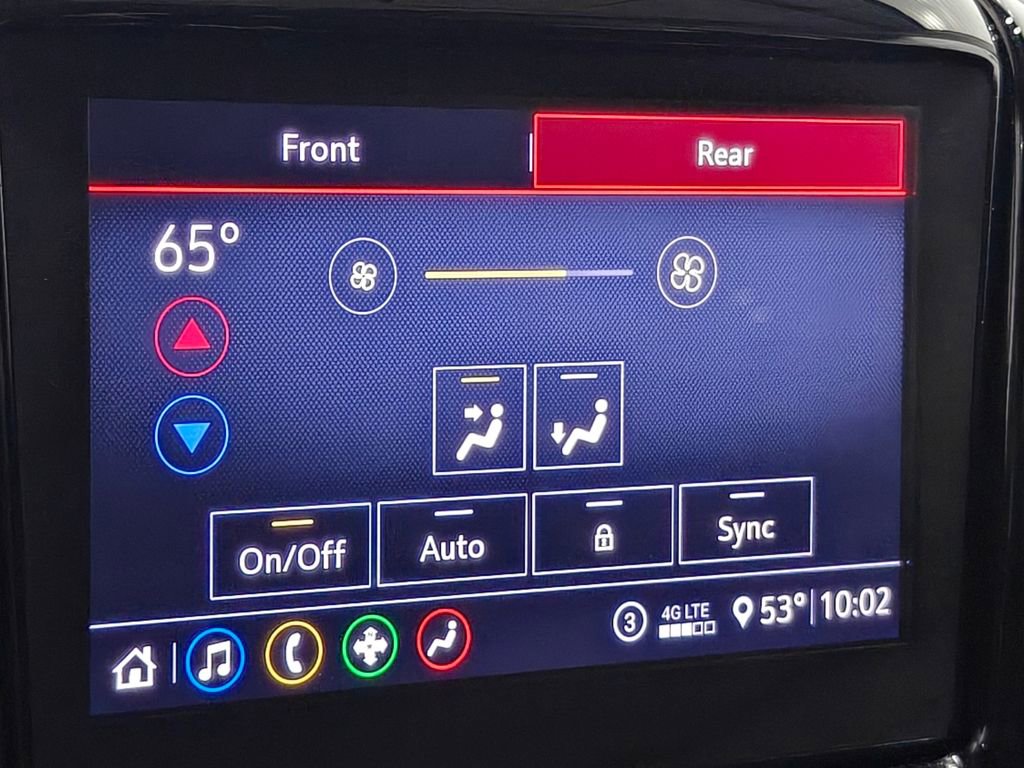 Front
Rear
65°
On/Off
Auto
Sync
3
4G LTE
53°
10:02